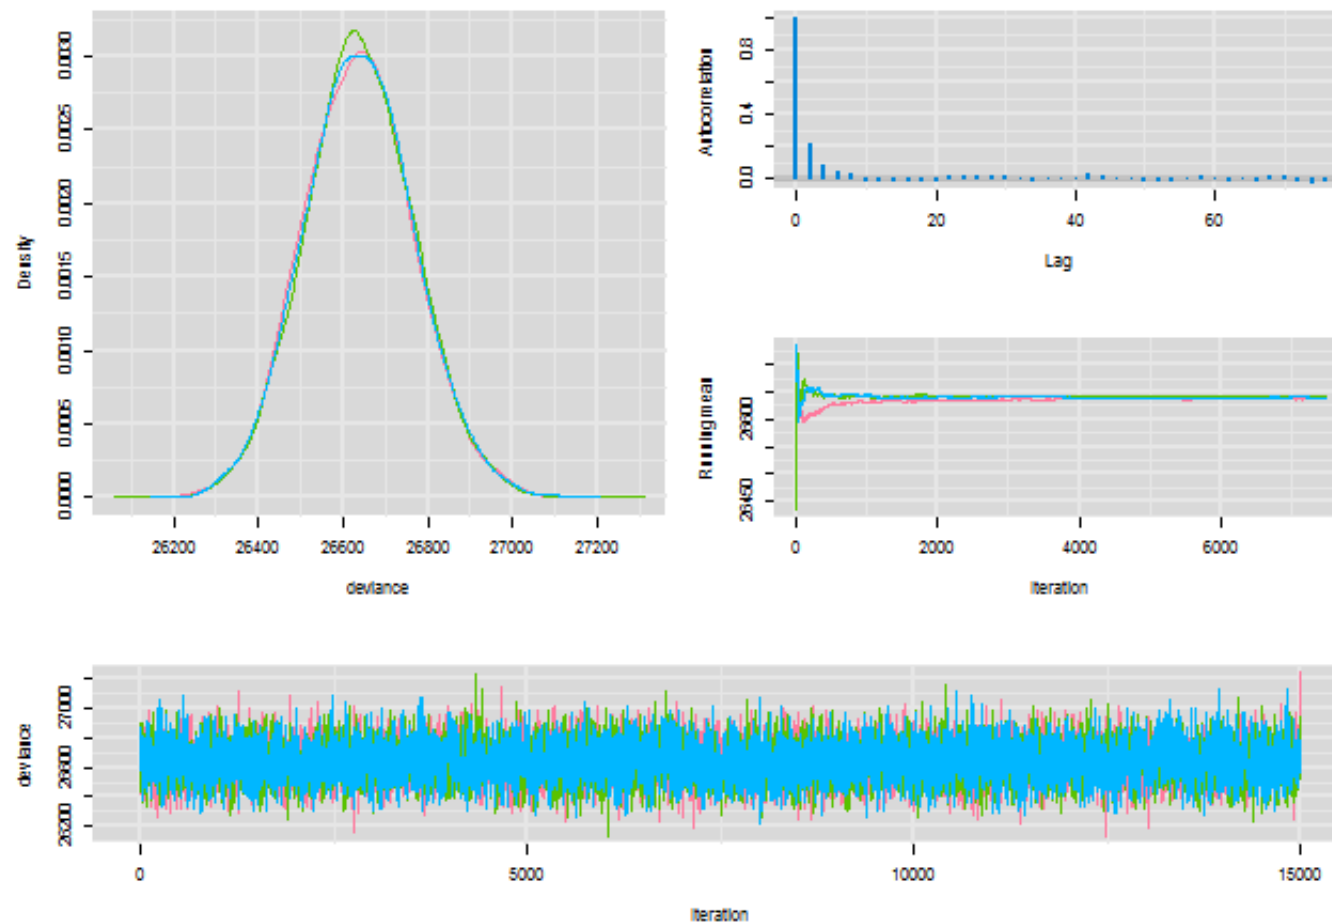 Density
0.0000 0.0005 0.0010 0.0015 0.0020 0.0025 0.0030
26200 26400 26600 26800 27000 27200
deviance
Autocorrelation
0.0 0.4 0.8
0 20 40 60
Lag
Running mean
26450 26600
0 2000 4000 6000
Iteration
deviance
26200 26600 27000
0 5000 10000 15000
Iteration